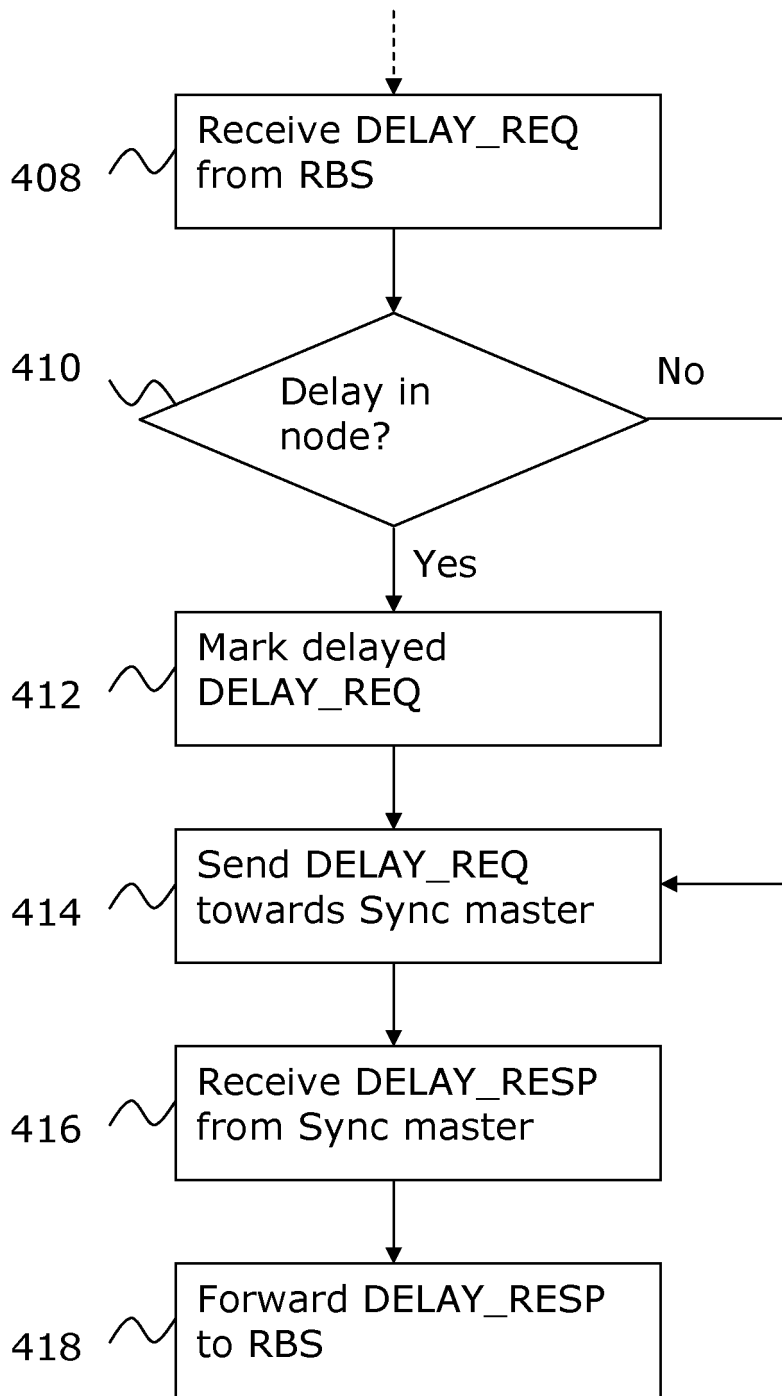 Receive DELAY_REQ
from RBS
408
410
Delay in
node?
No
Yes
Mark delayed
DELAY_REQ
412
Send DELAY_REQ
towards Sync master
414
Receive DELAY_RESP
from Sync master
416
Forward DELAY_RESP
to RBS
418